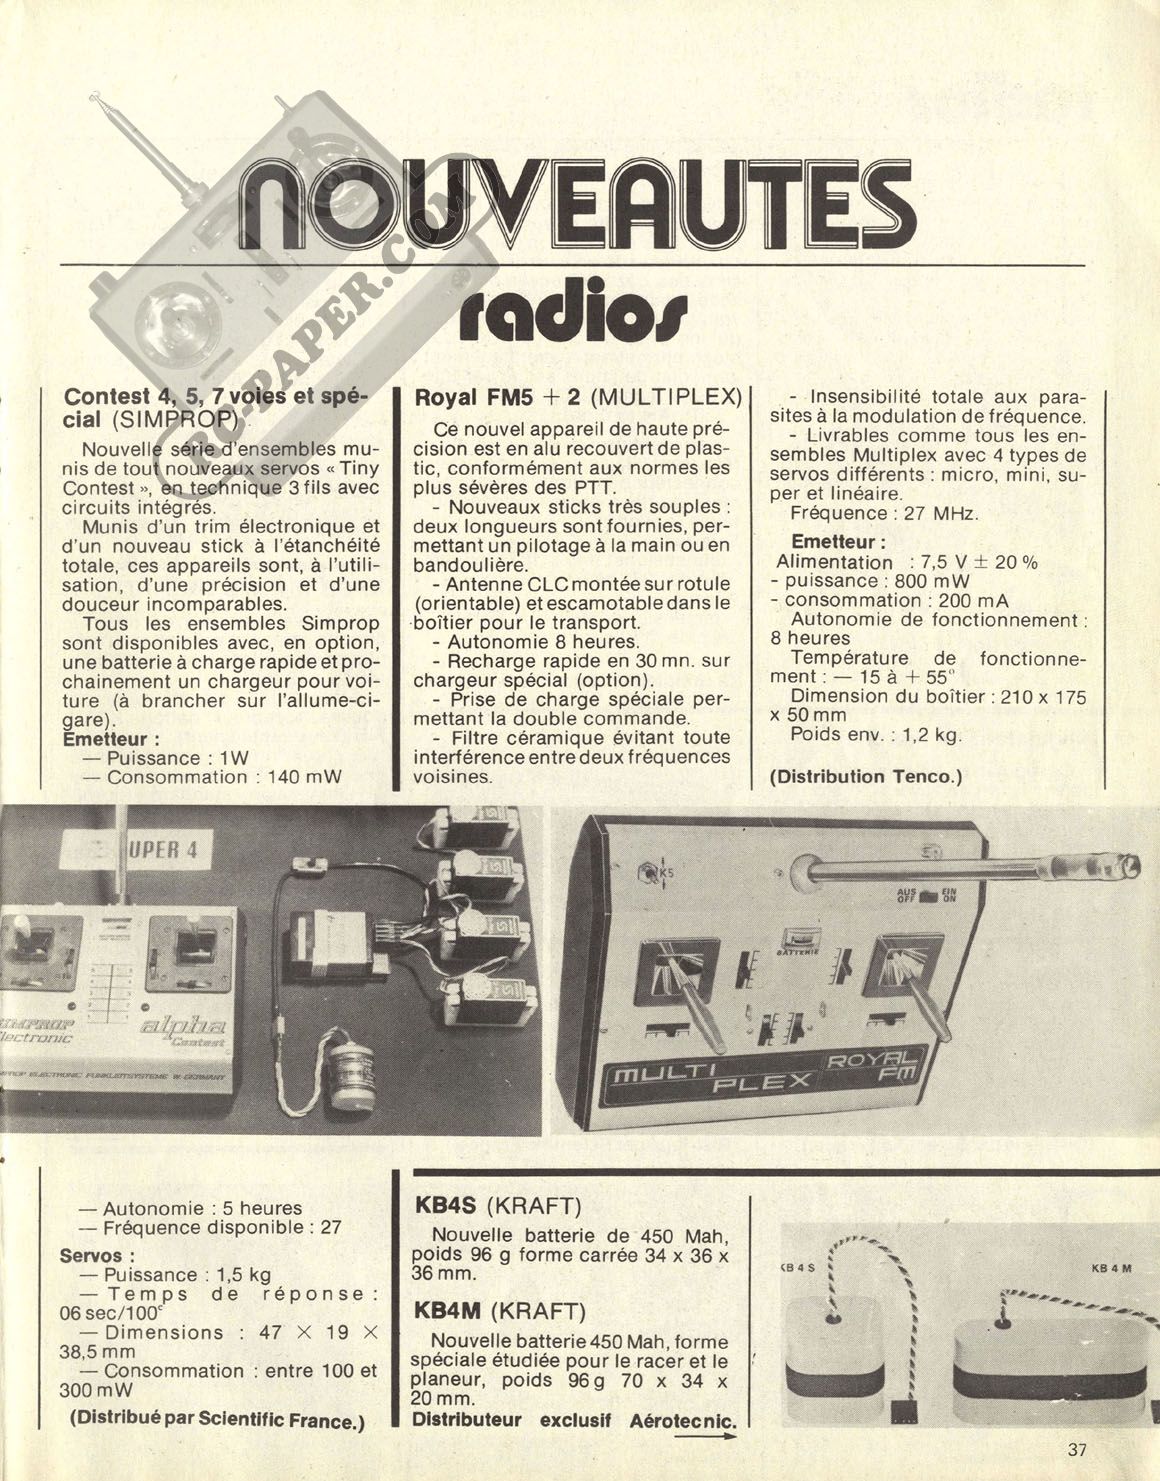 NOUVEAUTES
radios
RC-PAPER.COM
Contest 4, 5, 7 voies et spé-
cial (SIMPROP)
Nouvelle série d'ensembles mu-
nis de tout nouveaux servos « Tiny
Contest », en technique 3 fils avec
circuits intégrés.
Munis d'un trim électronique et
d'un nouveau stick à l'étanchéité
totale, ces appareils sont, à l'utili-
sation, d'une précision et d'une
douceur incomparables.
Tous les ensembles Simprop
sont disponibles avec, en option,
une batterie à charge rapide et pro-
chainement un chargeur pour voi-
ture (à brancher sur l'allume-ci-
gare).
Emetteur :
— Puissance : 1 W
— Consommation : 140 mW
Royal FM5 + 2 (MULTIPLEX)
Ce nouvel appareil de haute pré-
cision est en alu recouvert de plas-
tic, conformément aux normes les
plus sévères des PTT.
- Nouveaux sticks très souples :
deux longueurs sont fournies, per-
mettant un pilotage à la main ou en
bandoulière.
- Antenne CLC montée sur rotule
(orientable) et escamotable dans le
boîtier pour le transport.
- Autonomie 8 heures.
- Recharge rapide en 30 mn. sur
chargeur spécial (option).
- Prise de charge spéciale per-
mettant la double commande.
- Filtre céramique évitant toute
interférence entre deux fréquences
voisines.
- Insensibilité totale aux para-
sites à la modulation de fréquence.
- Livrables comme tous les en-
sembles Multiplex avec 4 types de
servos différents : micro, mini, su-
per et linéaire.
Fréquence : 27 MHz.
Emetteur :
Alimentation : 7,5 V ± 20 %
- puissance : 800 mW
- consommation : 200 mA
Autonomie de fonctionnement :
8 heures
Température de fonctionne-
ment : — 15 à + 55°
Dimension du boîtier : 210 x 175
x 50 mm
Poids env. : 1,2 kg.
(Distribution Tenco.)
UPER 4
SIMPROP
electronic
alpha
Contest
SIMPROP ELECTRONIC FUNKLEITSYSTEME W-GERMANY
K5
AUS EIN
OFF ON
BATTERIE
MULTI
PLEX
ROYAL
FM
— Autonomie : 5 heures
— Fréquence disponible : 27
Servos :
— Puissance : 1,5 kg
— Temps de réponse :
06 sec/100e
— Dimensions : 47 × 19 ×
38,5 mm
— Consommation : entre 100 et
300 mW
(Distribué par Scientific France.)
KB4S (KRAFT)
Nouvelle batterie de 450 Mah,
poids 96 g forme carrée 34 x 36 x
36 mm.
KB4M (KRAFT)
Nouvelle batterie 450 Mah, forme
spéciale étudiée pour le racer et le
planeur, poids 96 g 70 x 34 x
20 mm.
Distributeur exclusif Aérotecnic.
KB 4 S
KB 4 M
37